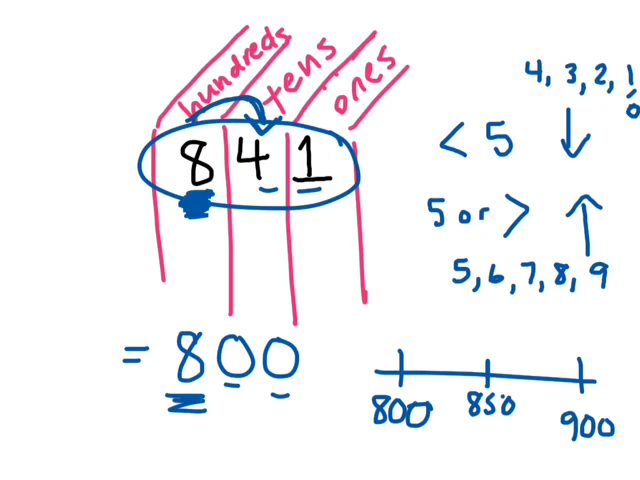 hundreds tens ones
841
= 800
4, 3, 2, 1, 0
< 5 ↓
5 or > ↑
5, 6, 7, 8, 9
800 850 900